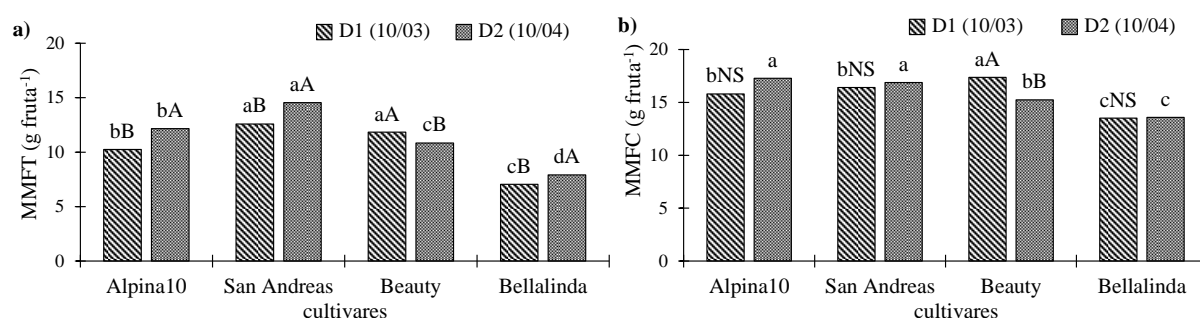 a)
D1 (10/03) D2 (10/04)
MMFT (g fruta⁻¹)
20
15
10
5
0
bB bA aB aA aA cB cB dA
Alpina10 San Andreas Beauty Bellalinda
cultivares
b)
D1 (10/03) D2 (10/04)
MMFC (g fruta⁻¹)
20
15
10
5
0
bNS a bNS a aA bB cNS c
Alpina10 San Andreas Beauty Bellalinda
cultivares